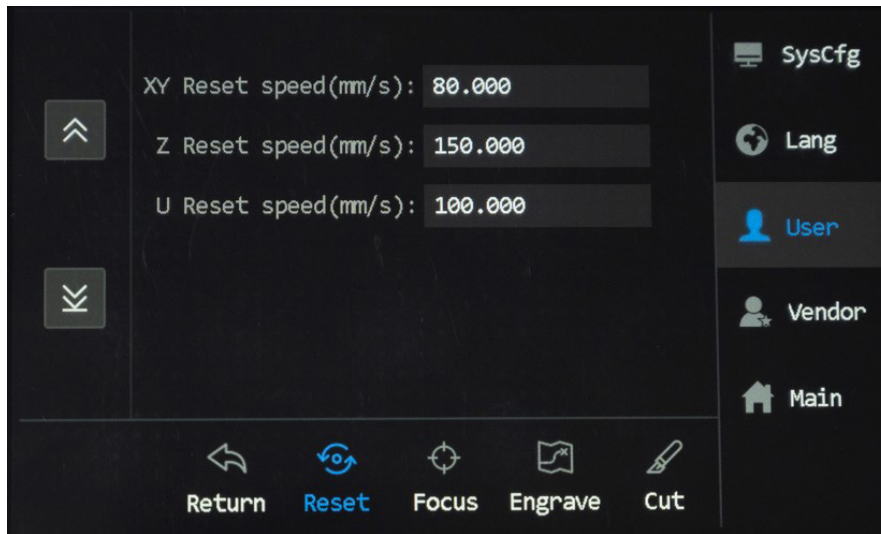 XY Reset speed(mm/s): 80.000
Z Reset speed(mm/s): 150.000
U Reset speed(mm/s): 100.000
SysCfg
Lang
User
Vendor
Main
Return Reset Focus Engrave Cut